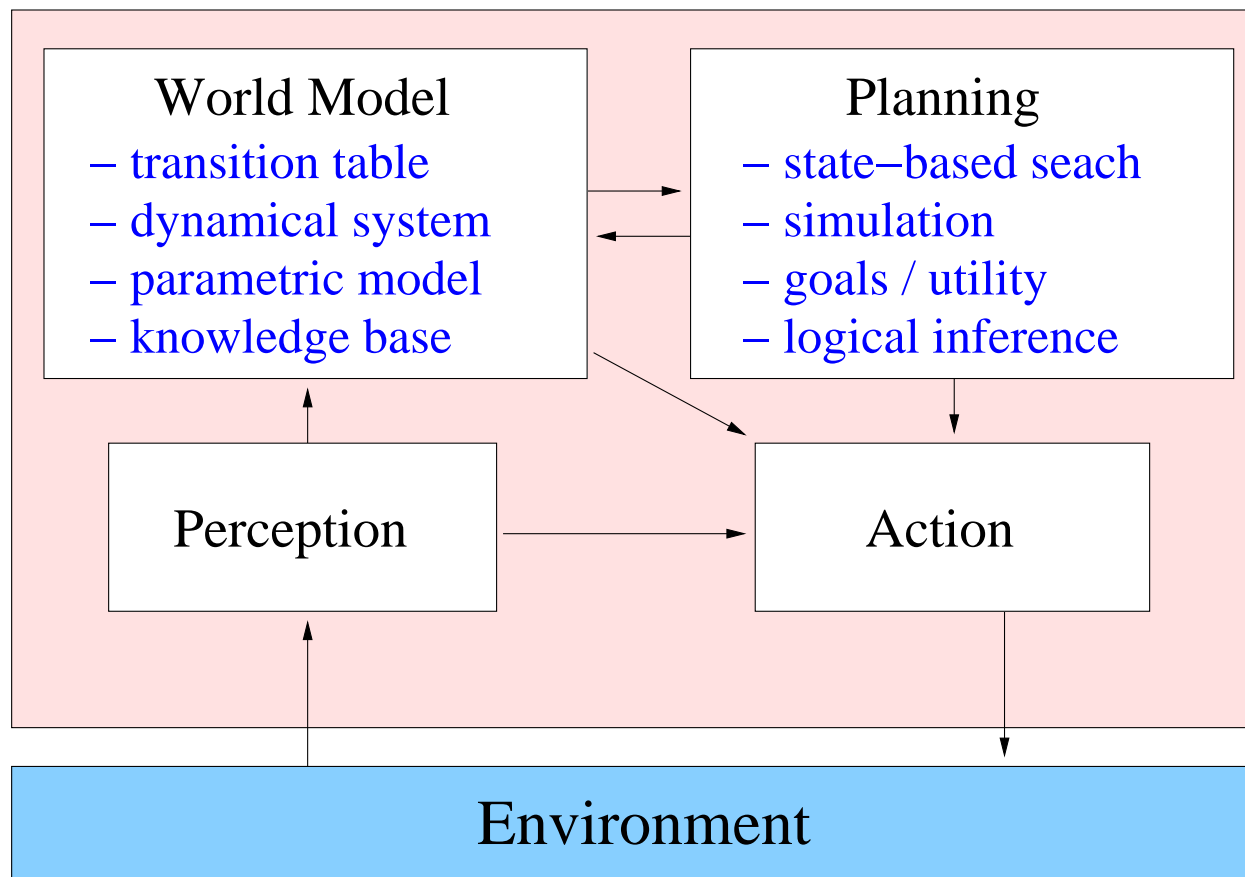 World Model
– transition table
– dynamical system
– parametric model
– knowledge base
Planning
– state–based seach
– simulation
– goals / utility
– logical inference
Perception
Action
Environment